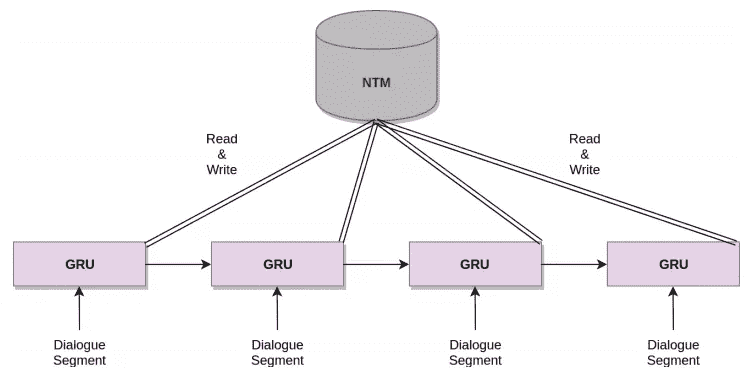 NTM
Read
&
Write
Read
&
Write
GRU
GRU
GRU
GRU
Dialogue
Segment
Dialogue
Segment
Dialogue
Segment
Dialogue
Segment